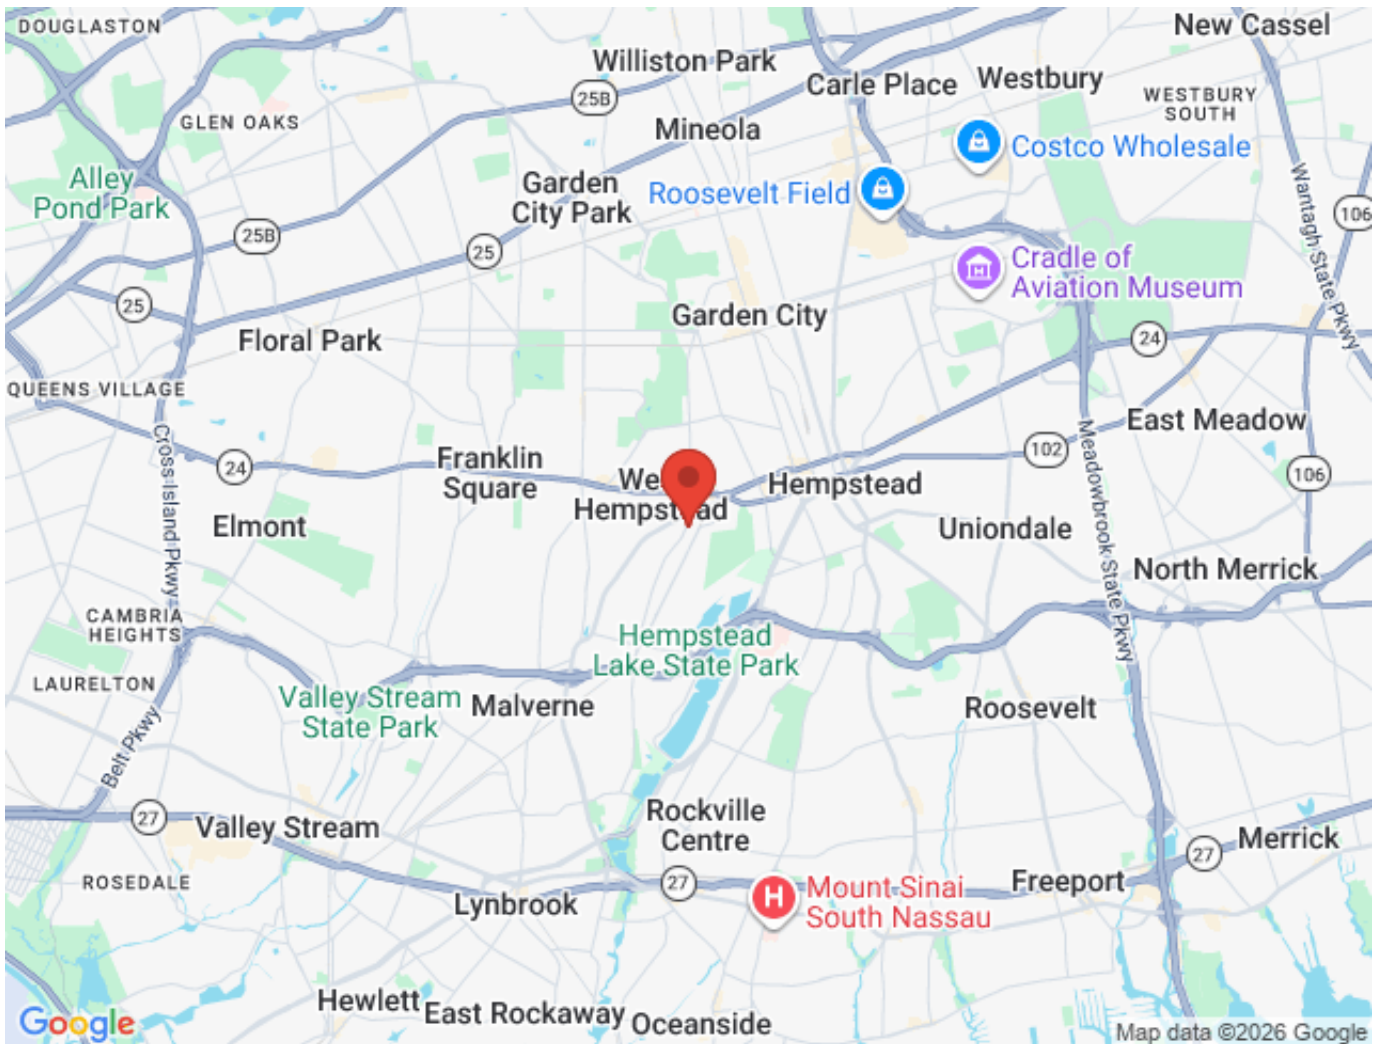 DOUGLASTON
New Cassel
Williston Park
Carle Place
Westbury
25B
WESTBURY
SOUTH
GLEN OAKS
Mineola
Costco Wholesale
Alley
Pond Park
Garden
City Park
Roosevelt Field
Wantagh State Pkwy
106
25B
25
Cradle of
Aviation Museum
25
Garden City
Floral Park
24
QUEENS VILLAGE
East Meadow
Cross Island Pkwy
Meadowbrook State Pkwy
24
Franklin
Square
102
106
We
Hempstead
Hempstead
Elmont
Uniondale
North Merrick
CAMBRIA
HEIGHTS
Hempstead
Lake State Park
LAURELTON
Valley Stream
State Park
Malverne
Roosevelt
Belt Pkwy
27
Valley Stream
Rockville
Centre
Merrick
27
ROSEDALE
27
Freeport
Lynbrook
Mount Sinai
South Nassau
H
Hewlett
East Rockaway
Oceanside
Google
Map data ©2026 Google